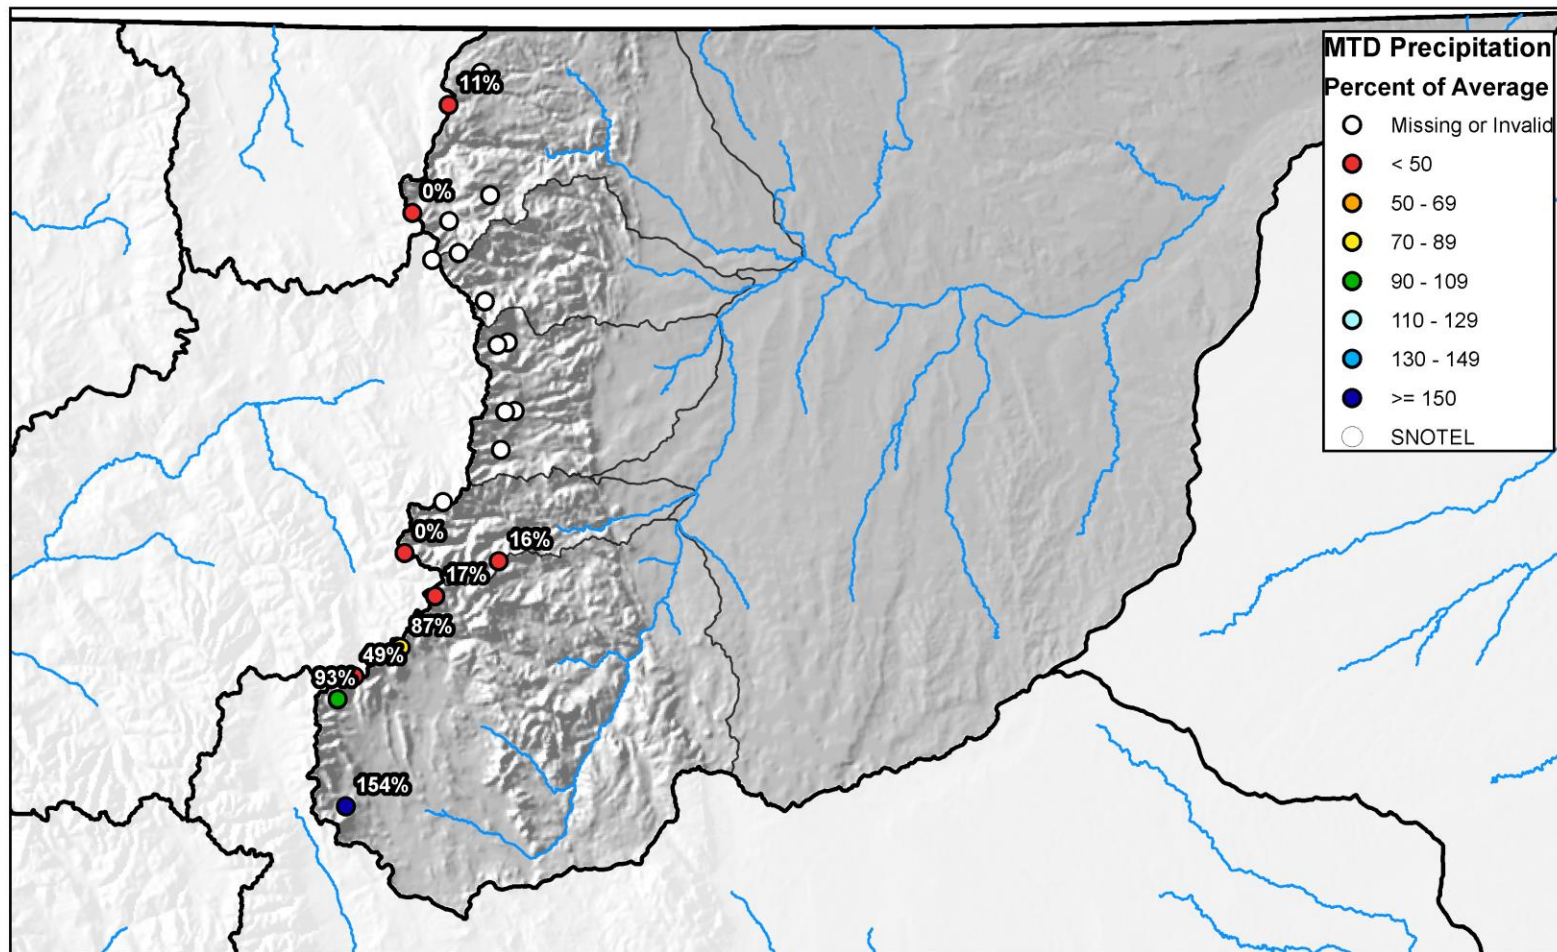 MTD Precipitation
Percent of Average
Missing or Invalid
< 50
50 - 69
70 - 89
90 - 109
110 - 129
130 - 149
>= 150
SNOTEL
11%
0%
0%
16%
17%
87%
49%
93%
154%